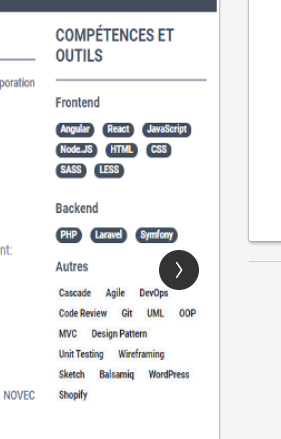 COMPÉTENCES ET
OUTILS
poration
Frontend
Angular React JavaScript
Node.JS HTML CSS
SASS LESS
Backend
PHP Laravel Symfony
nt:
Autres
Cascade Agile DevOps
Code Review Git UML OOP
MVC Design Pattern
Unit Testing Wireframing
Sketch Balsamiq WordPress
NOVEC
Shopify